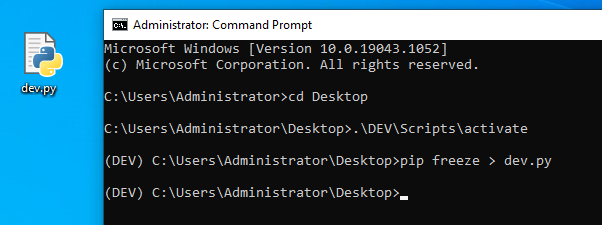 Administrator: Command Prompt
Microsoft Windows [Version 10.0.19043.1052]
(c) Microsoft Corporation. All rights reserved.
C:\Users\Administrator>cd Desktop
C:\Users\Administrator\Desktop>.\DEV\Scripts\activate
(DEV) C:\Users\Administrator\Desktop>pip freeze > dev.py
(DEV) C:\Users\Administrator\Desktop>
dev.py